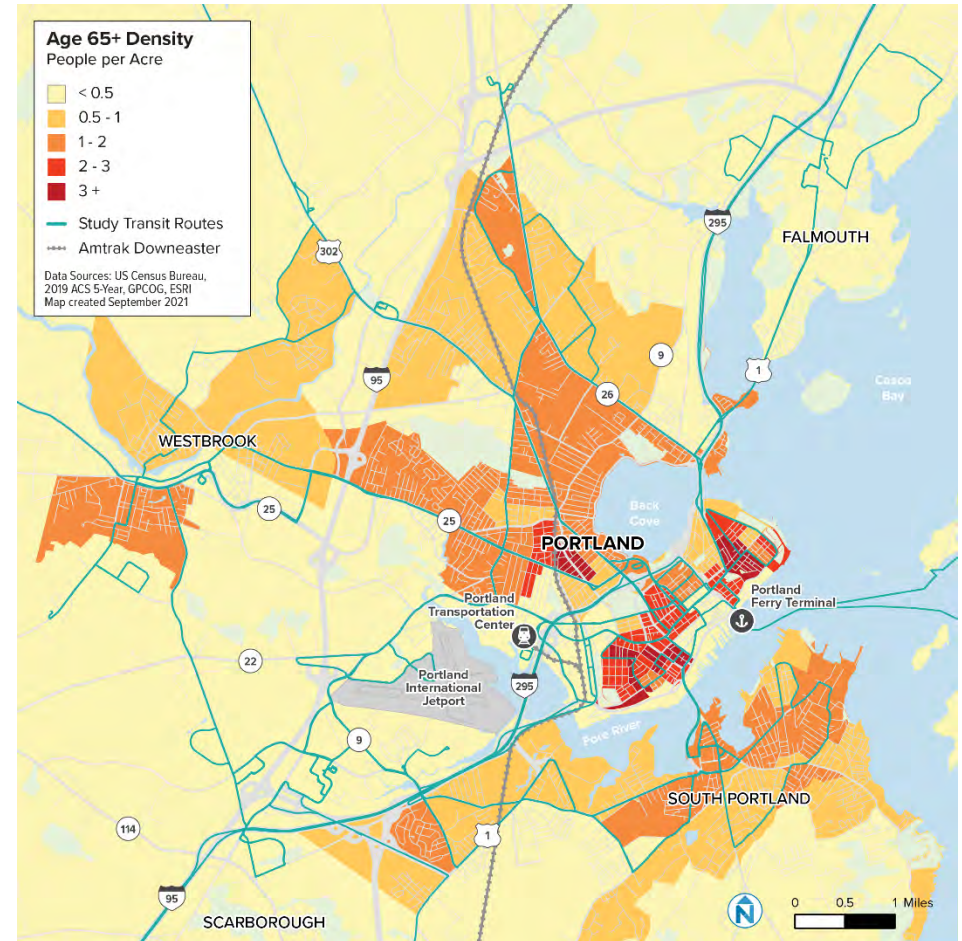 Age 65+ Density
People per Acre
< 0.5
0.5 - 1
1 - 2
2 - 3
3 +
Study Transit Routes
Amtrak Downeaster
Data Sources: US Census Bureau,
2019 ACS 5-Year, GPCOG, ESRI
Map created September 2021
302
295
FALMOUTH
9
1
95
26
Casco
Bay
WESTBROOK
25
25
Back
Cove
PORTLAND
Portland
Transportation
Center
Portland
Ferry Terminal
22
Portland
International
Jetport
295
9
Fore River
SOUTH PORTLAND
114
1
95
SCARBOROUGH
N
0 0.5 1 Miles